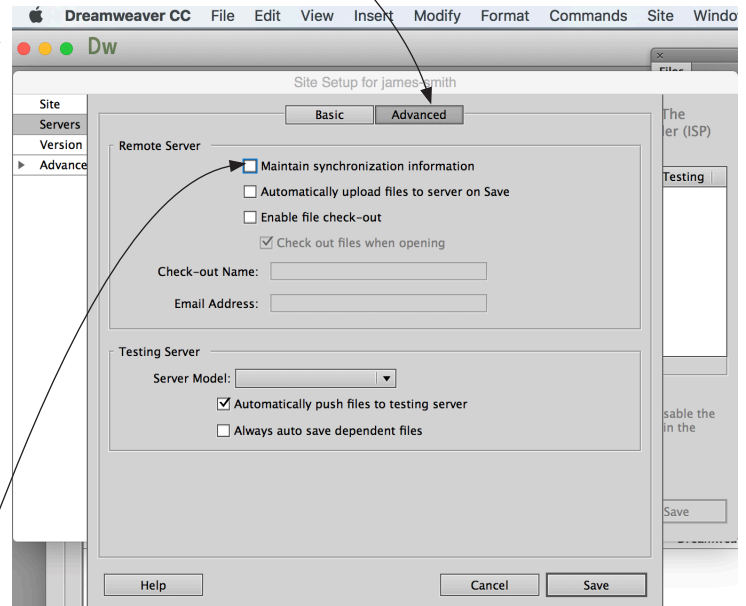 Dreamweaver CC File Edit View Insert Modify Format Commands Site
Dw
Site Setup for james-smith
Site
Servers
Version
Basic Advanced
The
(ISP)
Testing
Remote Server
Maintain synchronization information
Automatically upload files to server on Save
Enable file check-out
Check out files when opening
Check-out Name:
Email Address:
Testing Server
Server Model:
Automatically push files to testing server
Always auto save dependent files
the
in the
Save
Help Cancel Save